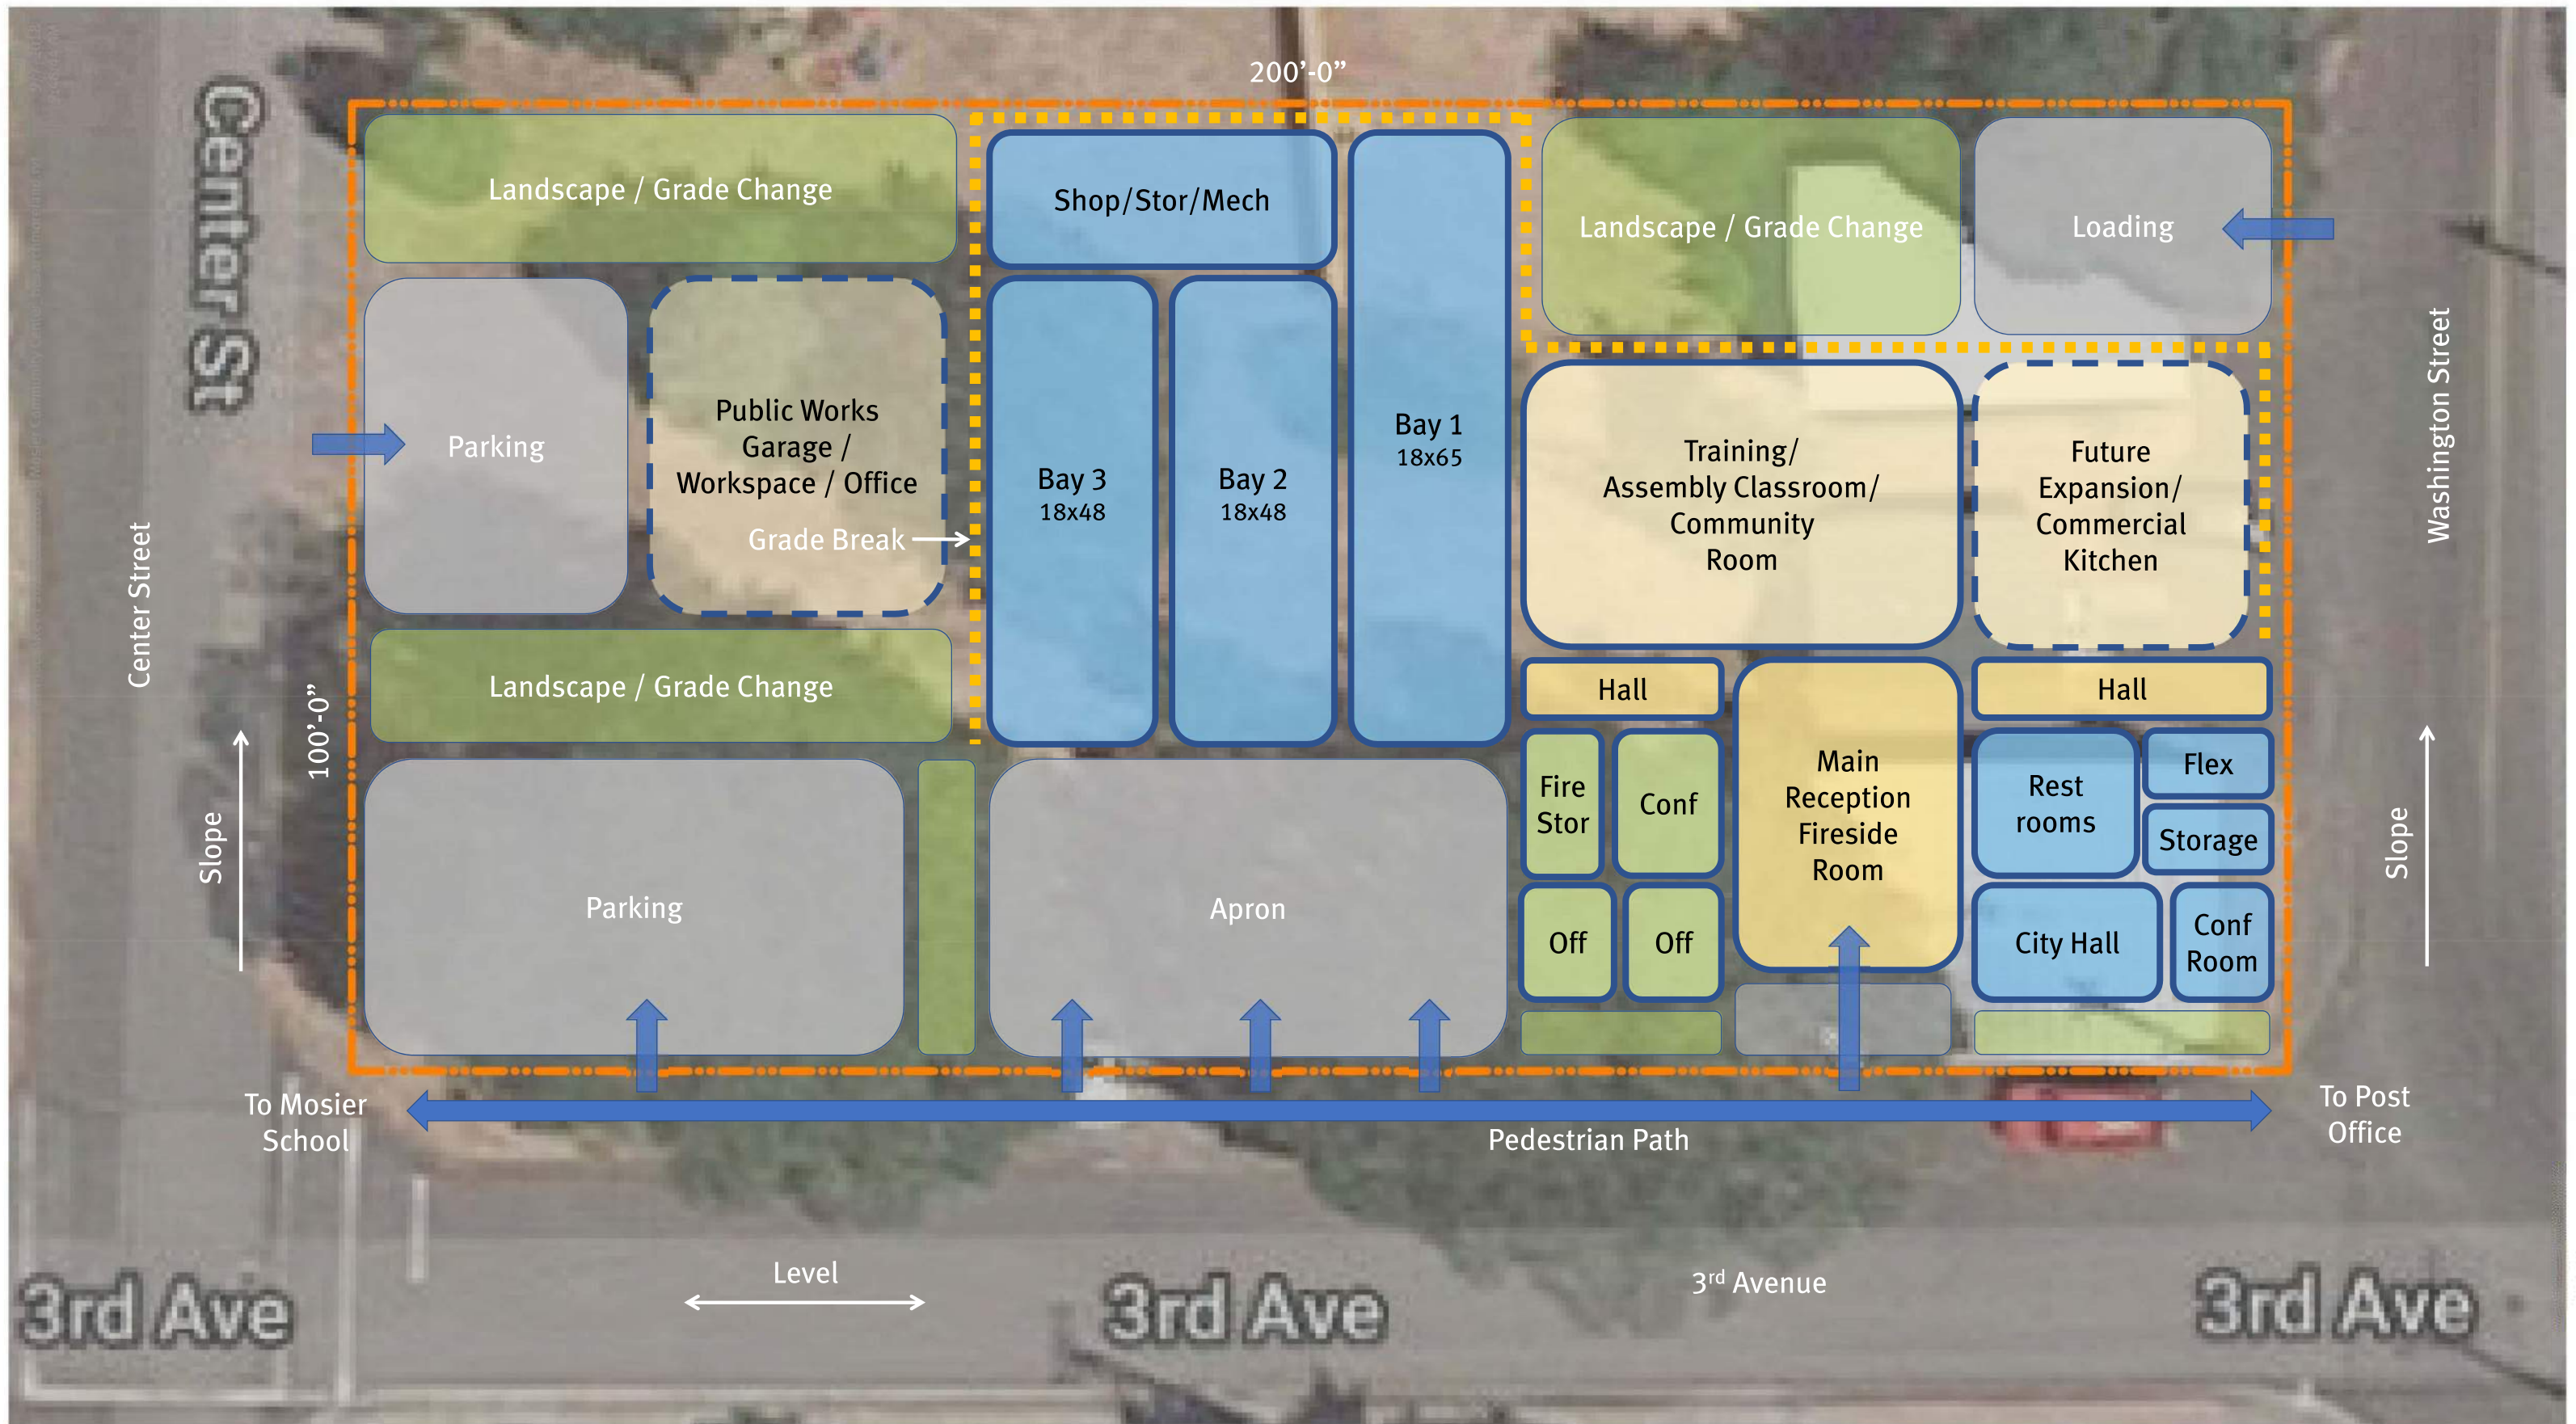 200’-0”
Center St
Landscape / Grade Change
Shop/Stor/Mech
Landscape / Grade Change
Loading
Parking
Public Works
Garage /
Workspace / Office
Grade Break
Bay 3
18x48
Bay 2
18x48
Bay 1
18x65
Training/
Assembly Classroom/
Community
Room
Future
Expansion/
Commercial
Kitchen
Washington Street
Center Street
Landscape / Grade Change
100’-0”
Hall
Hall
Slope
Parking
Apron
Fire
Stor
Conf
Off
Off
Main
Reception
Fireside
Room
Rest
rooms
Flex
Storage
City Hall
Conf
Room
Slope
To Mosier
School
Pedestrian Path
To Post
Office
Level
3rd Avenue
3rd Ave
3rd Ave
3rd Ave